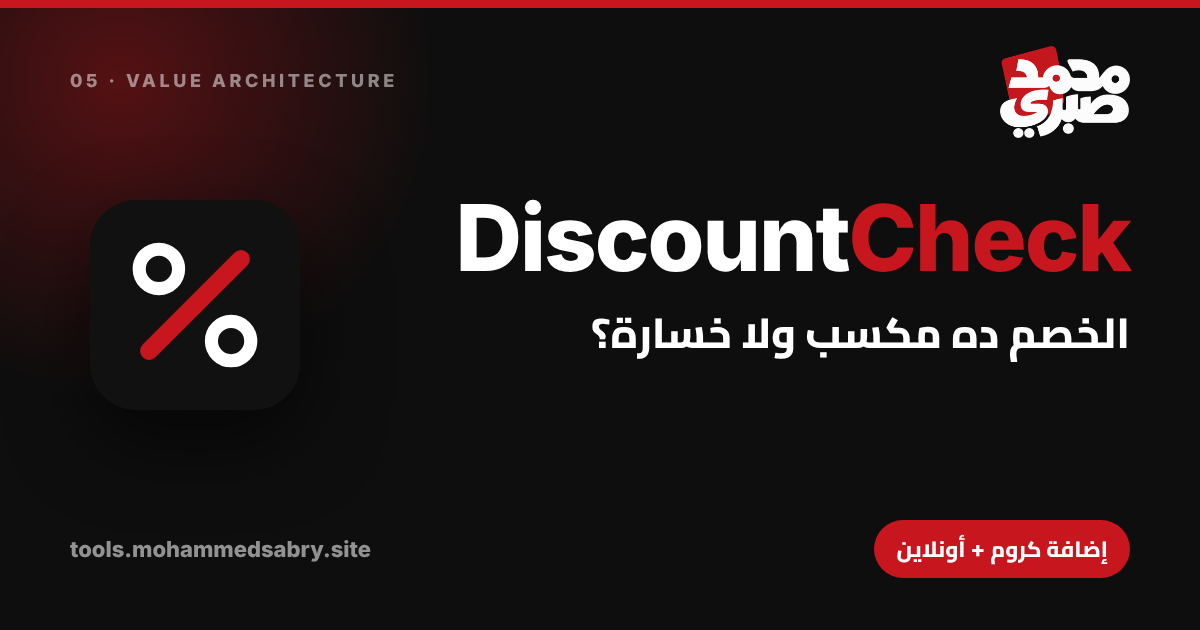 05 · VALUE ARCHITECTURE
محمد
صبري
DiscountCheck
الخصم ده مكسب ولا خسارة؟
tools.mohammedsabry.site
إضافة كروم + أونلاين